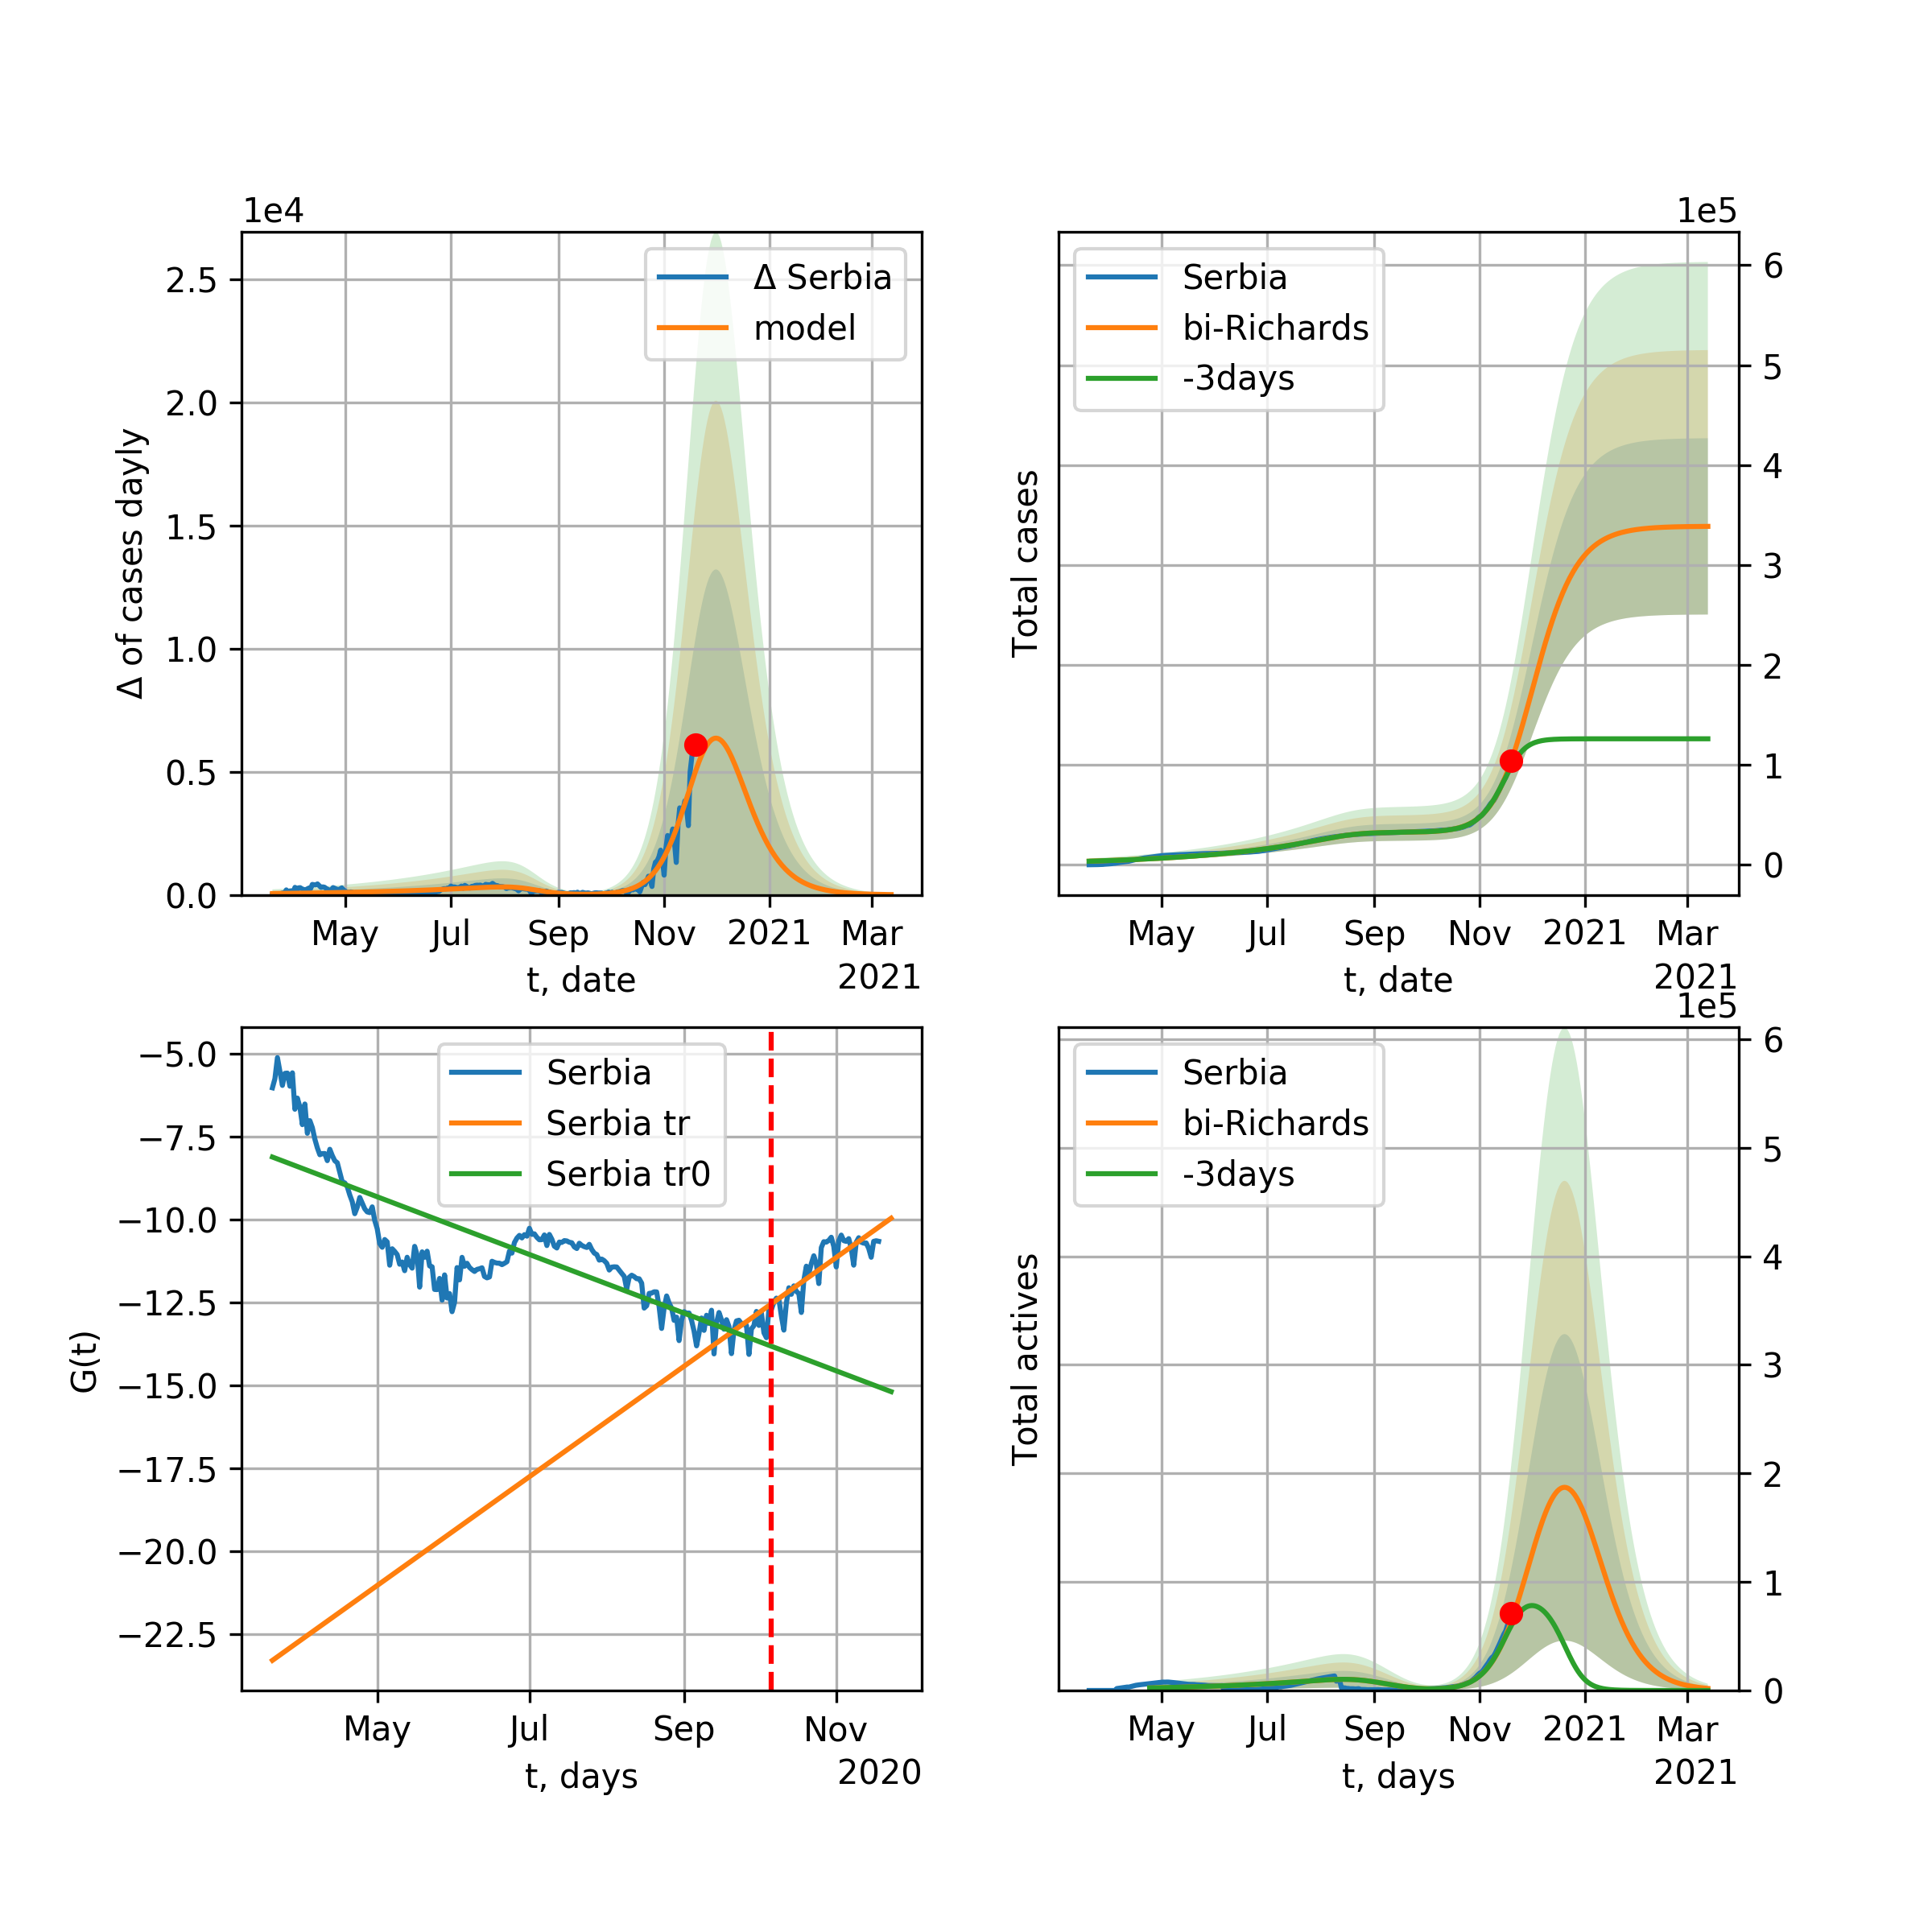 1e4
2.5
2.0
1.5
1.0
0.5
0.0
Δ of cases dayly
Δ Serbia
model
May Jul Sep Nov 2021 Mar
t, date 2021
1e5
6
5
4
3
2
1
0
Total cases
Serbia
bi-Richards
-3days
May Jul Sep Nov 2021 Mar
t, date 2021
−5.0
−7.5
−10.0
−12.5
−15.0
−17.5
−20.0
−22.5
G(t)
Serbia
Serbia tr
Serbia tr0
May Jul Sep Nov
t, days 2020
1e5
6
5
4
3
2
1
0
Total actives
Serbia
bi-Richards
-3days
May Jul Sep Nov 2021 Mar
t, days 2021